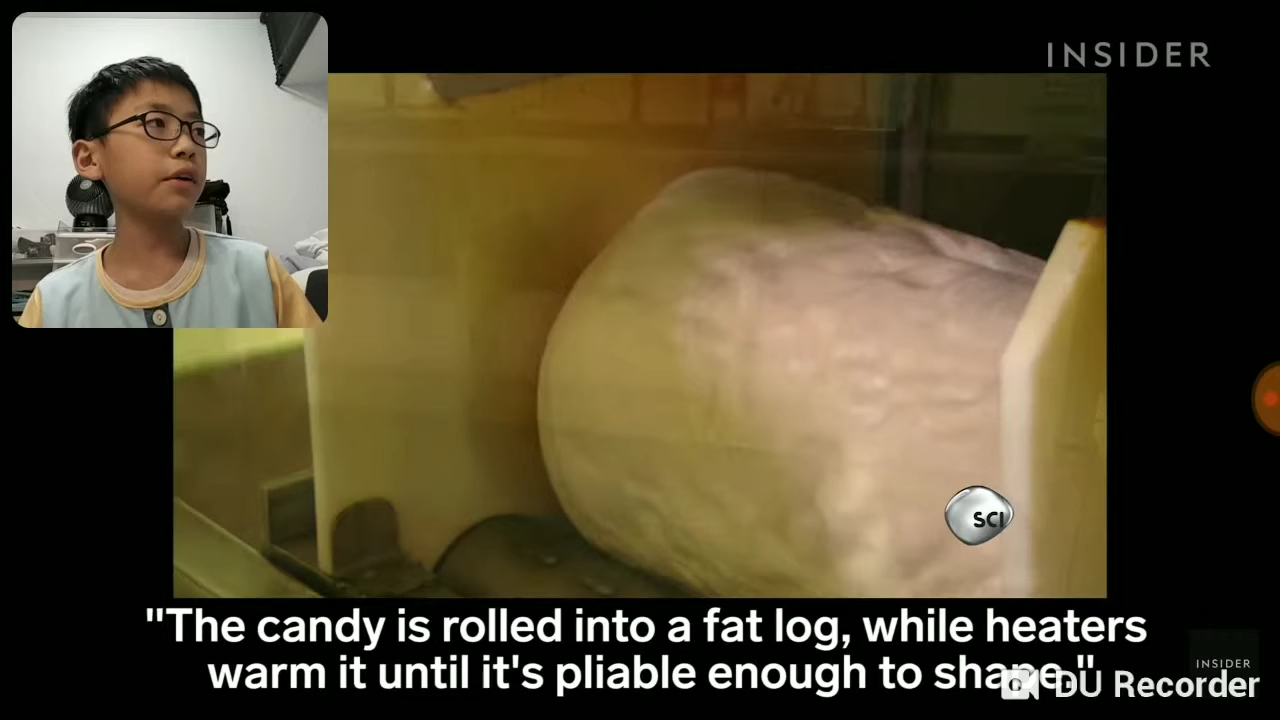 INSIDER
SCI
"The candy is rolled into a fat log, while heaters
warm it until it's pliable enough to shape."
INSIDER
DU Recorder